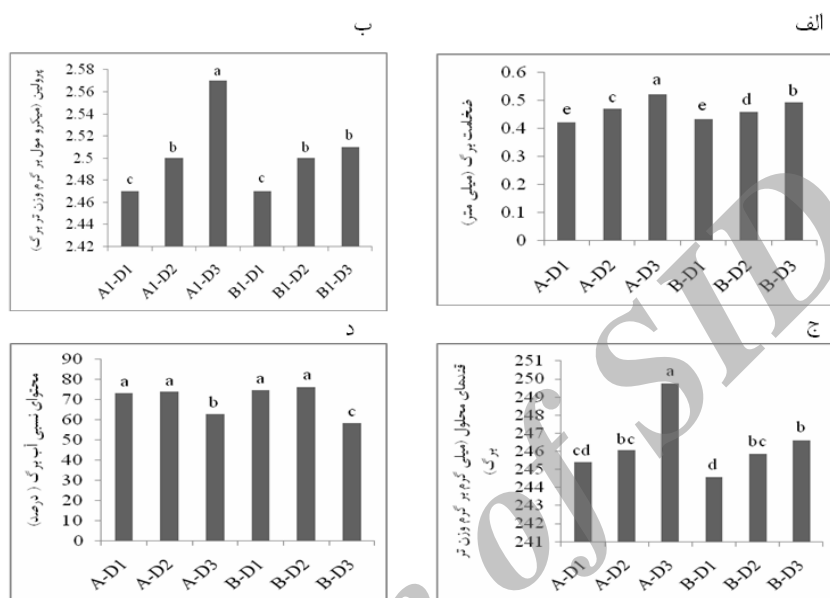 الف
ضخامت برگ (میلی متر)
0.6
0.5
0.4
0.3
0.2
0.1
0
e
c
a
e
d
b
A-D1
A-D2
A-D3
B-D1
B-D2
B-D3
ب
پرولین (میکرو مول بر گرم وزن تر برگ)
2.58
2.56
2.54
2.52
2.5
2.48
2.46
2.44
2.42
c
b
a
c
b
b
A1-D1
A1-D2
A1-D3
B1-D1
B1-D2
B1-D3
ج
قندهای محلول (میلی گرم بر گرم وزن تر
برگ)
251
250
249
248
247
246
245
244
243
242
241
cd
bc
a
d
bc
b
A-D1
A-D2
A-D3
B-D1
B-D2
B-D3
د
محتوای نسبی آب برگ (درصد)
90
80
70
60
50
40
30
20
10
0
a
a
b
a
a
c
A-D1
A-D2
A-D3
B-D1
B-D2
B-D3
of SID